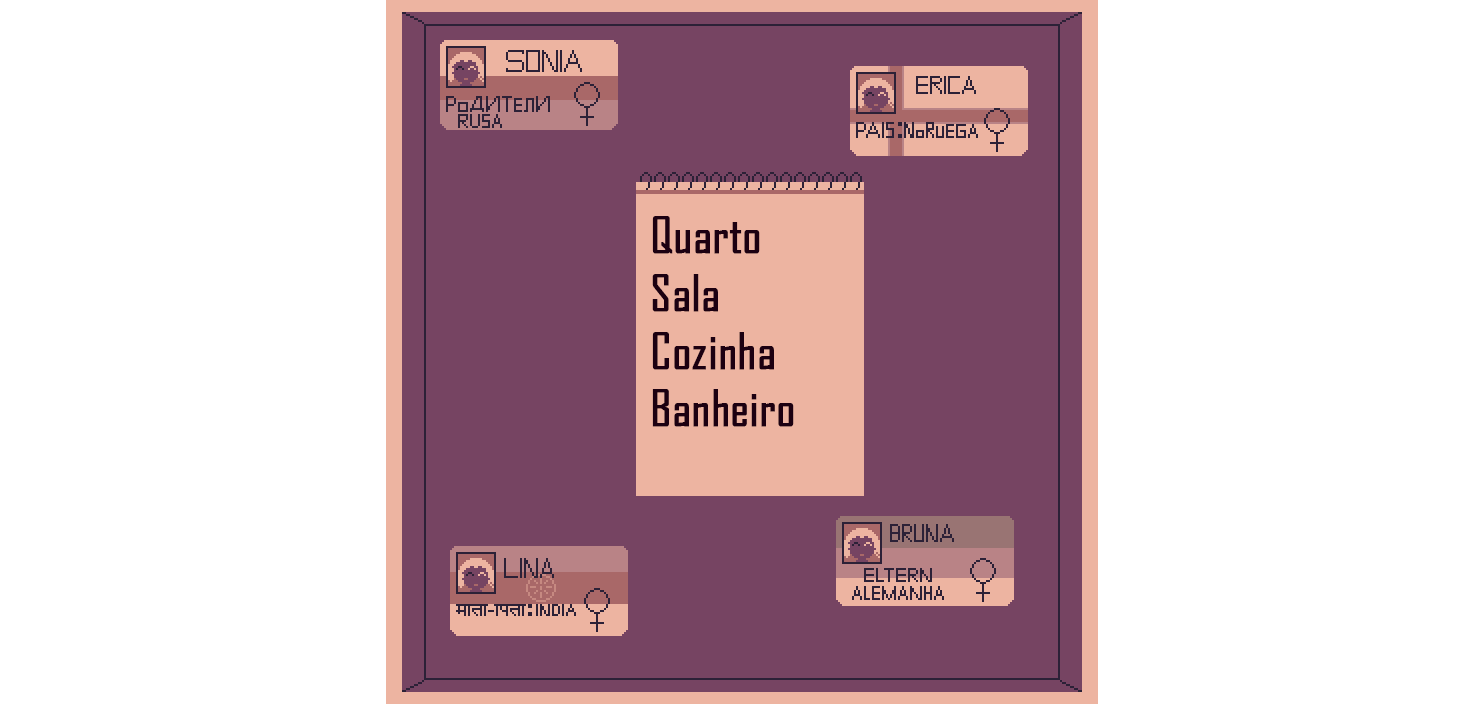 SONIA
РоДИТЕЛИ
RUSA
ERICA
PAIS:NoRUEGA
Quarto
Sala
Cozinha
Banheiro
LINA
माता-पिता:INDIA
BRUNA
ELTERN
ALEMANHA